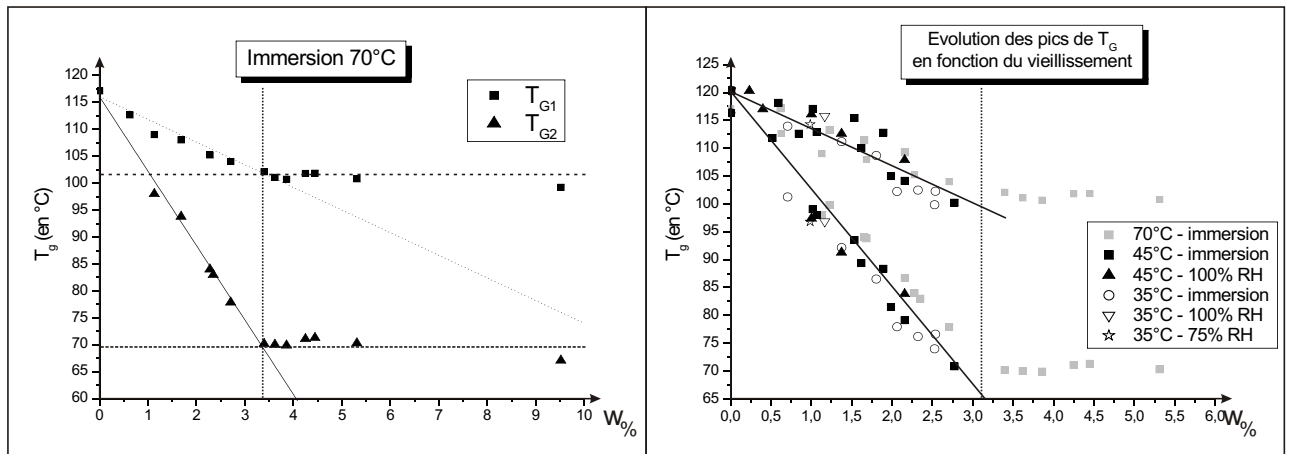 Immersion 70°C
T_G1
T_G2
T_g (en °C)
120
115
110
105
100
95
90
85
80
75
70
65
60
0 1 2 3 4 5 6 7 8 9 10
W%
Evolution des pics de T_G
en fonction du vieillissement
T_g (en °C)
125
120
115
110
105
100
95
90
85
80
75
70
65
70°C - immersion
45°C - immersion
45°C - 100% RH
35°C - immersion
35°C - 100% RH
35°C - 75% RH
0,0 0,5 1,0 1,5 2,0 2,5 3,0 3,5 4,0 4,5 5,0 5,5 6,0
W%